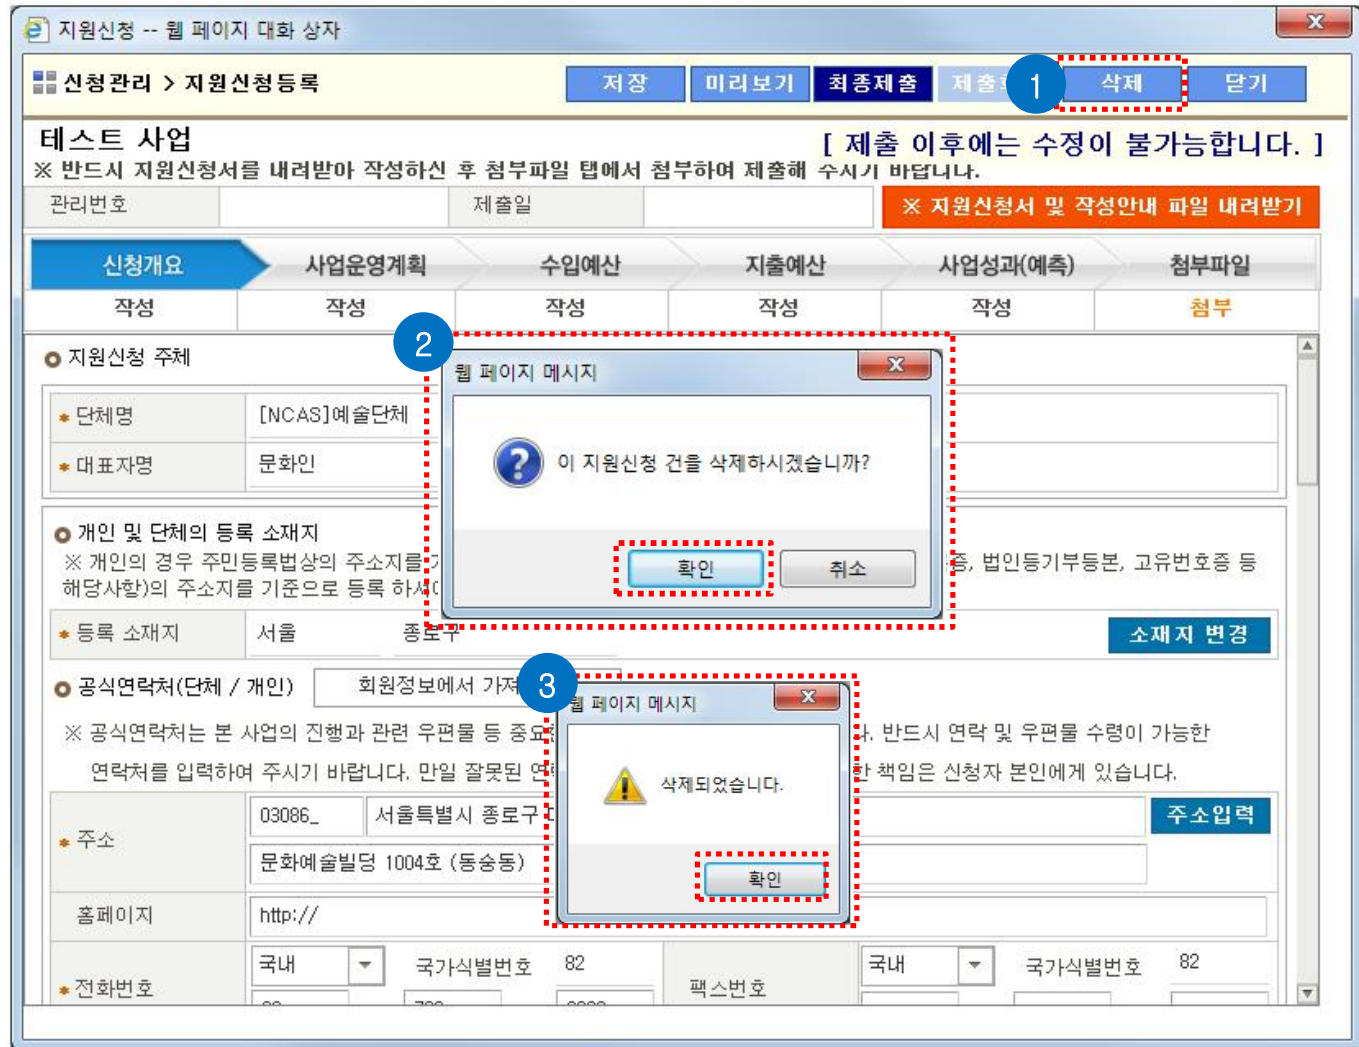 지원신청 -- 웹 페이지 대화 상자
신청관리 > 지원신청등록
저장 미리보기 최종제출 제출 1 삭제 닫기
테스트 사업
[ 제출 이후에는 수정이 불가능합니다. ]
※ 반드시 지원신청서를 내려받아 작성하신 후 첨부파일 탭에서 첨부하여 제출해 주시기 바랍니다.
관리번호 제출일 ※ 지원신청서 및 작성안내 파일 내려받기
신청개요 사업운영계획 수입예산 지출예산 사업성과(예측) 첨부파일
작성 작성 작성 작성 작성 첨부
2
지원신청 주체
웹 페이지 메시지
* 단체명 [NCAS]예술단체
* 대표자명 문화인
이 지원신청 건을 삭제하시겠습니까?
확인 취소
개인 및 단체의 등록 소재지
※ 개인의 경우 주민등록법상의 주소지를 증, 법인등기부등본, 고유번호증 등
해당사항)의 주소지를 기준으로 등록
* 등록 소재지 서울 종로구 소재지 변경
공식연락처(단체 / 개인) 회원정보에서 3
웹 페이지 메시지
※ 공식연락처는 본 사업의 진행과 관련 우편물 등 반드시 연락 및 우편물 수령이 가능한
연락처를 입력하여 주시기 바랍니다. 만일 잘못된 책임은 신청자 본인에게 있습니다.
삭제되었습니다.
확인
* 주소 03086_ 서울특별시 종로구 주소입력
문화예술빌딩 1004호 (동숭동)
홈페이지 http://
* 전화번호 국내 국가식별번호 82 팩스번호 국내 국가식별번호 82